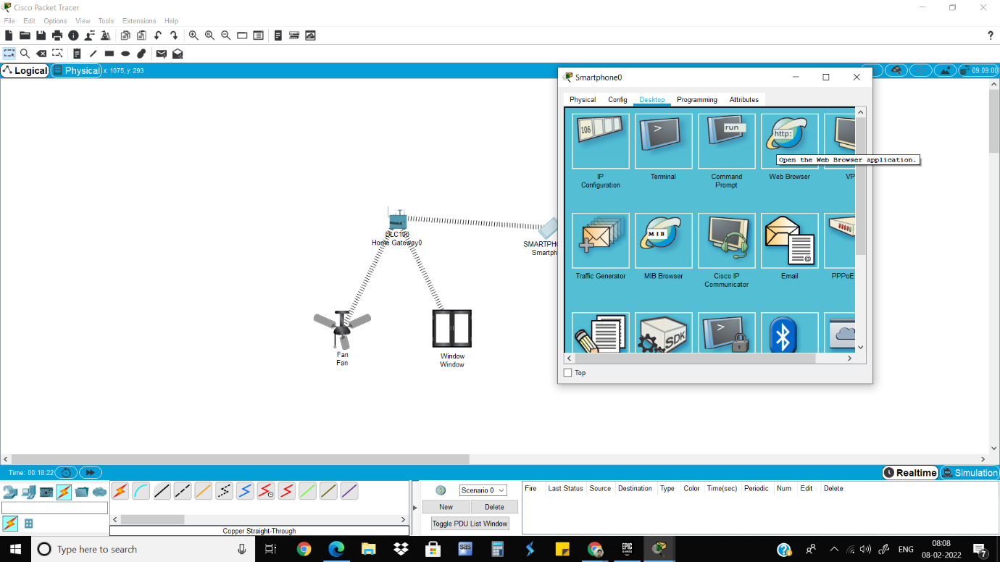 Cisco Packet Tracer
File Edit Options View Tools Extensions Help
?
Logical Physical x: 1075, y: 293
09:09:00
Smartphone0
Physical Config Desktop Programming Attributes
106
>
run
http:
Open the Web Browser application.
IP
Configuration
Terminal
Command
Prompt
Web Browser
VP
MIB
@
Traffic Generator
MIB Browser
Cisco IP
Communicator
Email
PPPoE
SDK
>
Top
DLC100
Home Gateway0
SMARTPHO
Smartph
Fan
Fan
Window
Window
Time: 00:18:22
Realtime Simulation
Copper Straight-Through
Scenario 0
New Delete
Toggle PDU List Window
Fire Last Status Source Destination Type Color Time(sec) Periodic Num Edit Delete
Type here to search
sas
EPIC
GAMES
ENG
08:08
08-02-2022
7